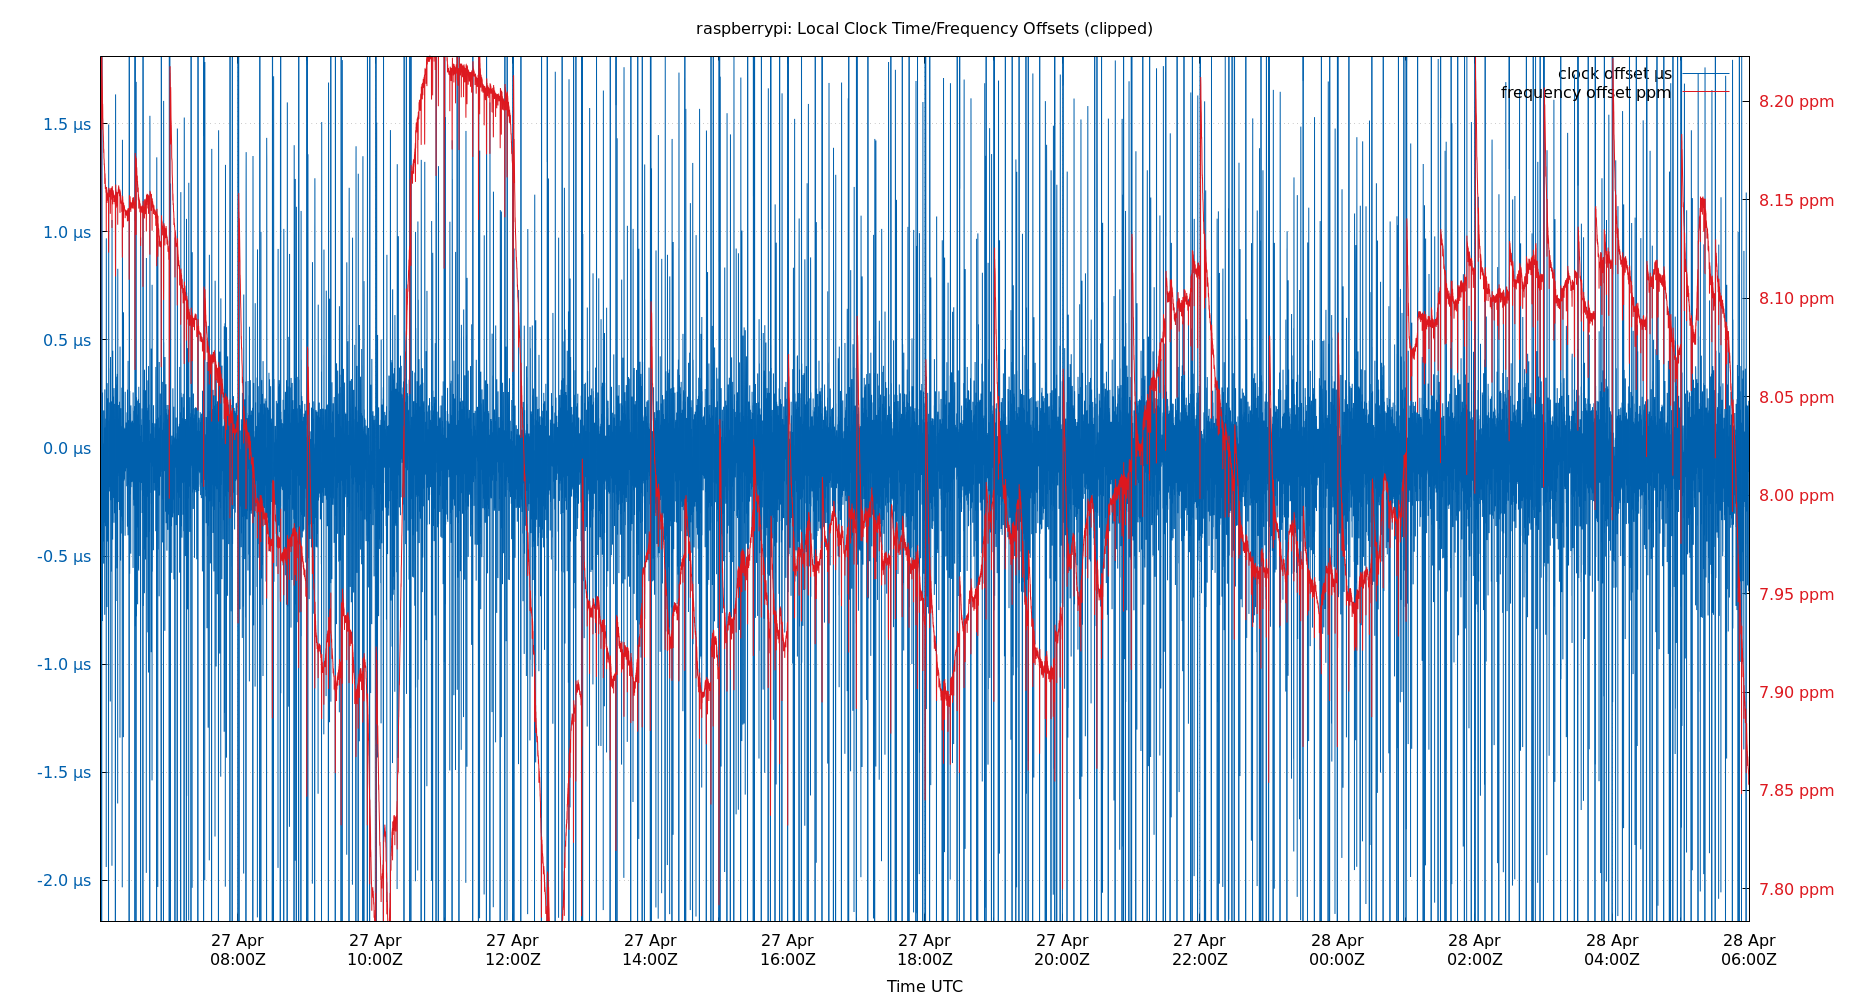 raspberrypi: Local Clock Time/Frequency Offsets (clipped)
clock offset µs
frequency offset ppm
1.5 µs
1.0 µs
0.5 µs
0.0 µs
-0.5 µs
-1.0 µs
-1.5 µs
-2.0 µs
8.20 ppm
8.15 ppm
8.10 ppm
8.05 ppm
8.00 ppm
7.95 ppm
7.90 ppm
7.85 ppm
7.80 ppm
27 Apr
08:00Z
27 Apr
10:00Z
27 Apr
12:00Z
27 Apr
14:00Z
27 Apr
16:00Z
27 Apr
18:00Z
27 Apr
20:00Z
27 Apr
22:00Z
28 Apr
00:00Z
28 Apr
02:00Z
28 Apr
04:00Z
28 Apr
06:00Z
Time UTC